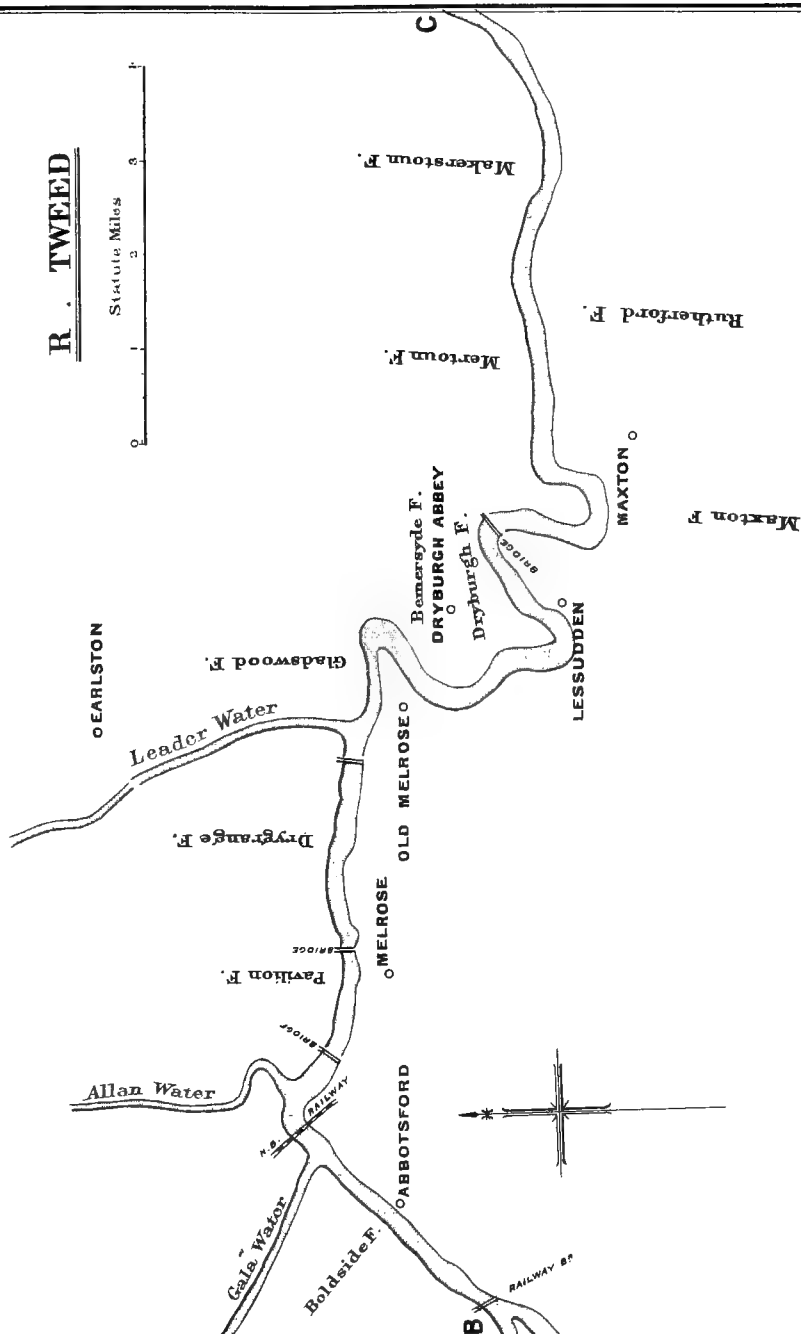 C
R. TWEED
Statute Miles
0 1 2 3 4
Makerstoun F.
Mertoun F.
Rutherford F.
MAXTON
Maxton F
Bemersyde F.
DRYBURGH ABBEY
Dryburgh F.
BRIDGE
LESSUDDEN
Gladswood F.
EARLSTON
Leader Water
OLD MELROSE
Drygrange F.
MELROSE
BRIDGE
Pavilion F.
BRIDGE
Allan Water
N.B. RAILWAY
ABBOTSFORD
Gala Water
Boldside F.
RAILWAY BR.
B